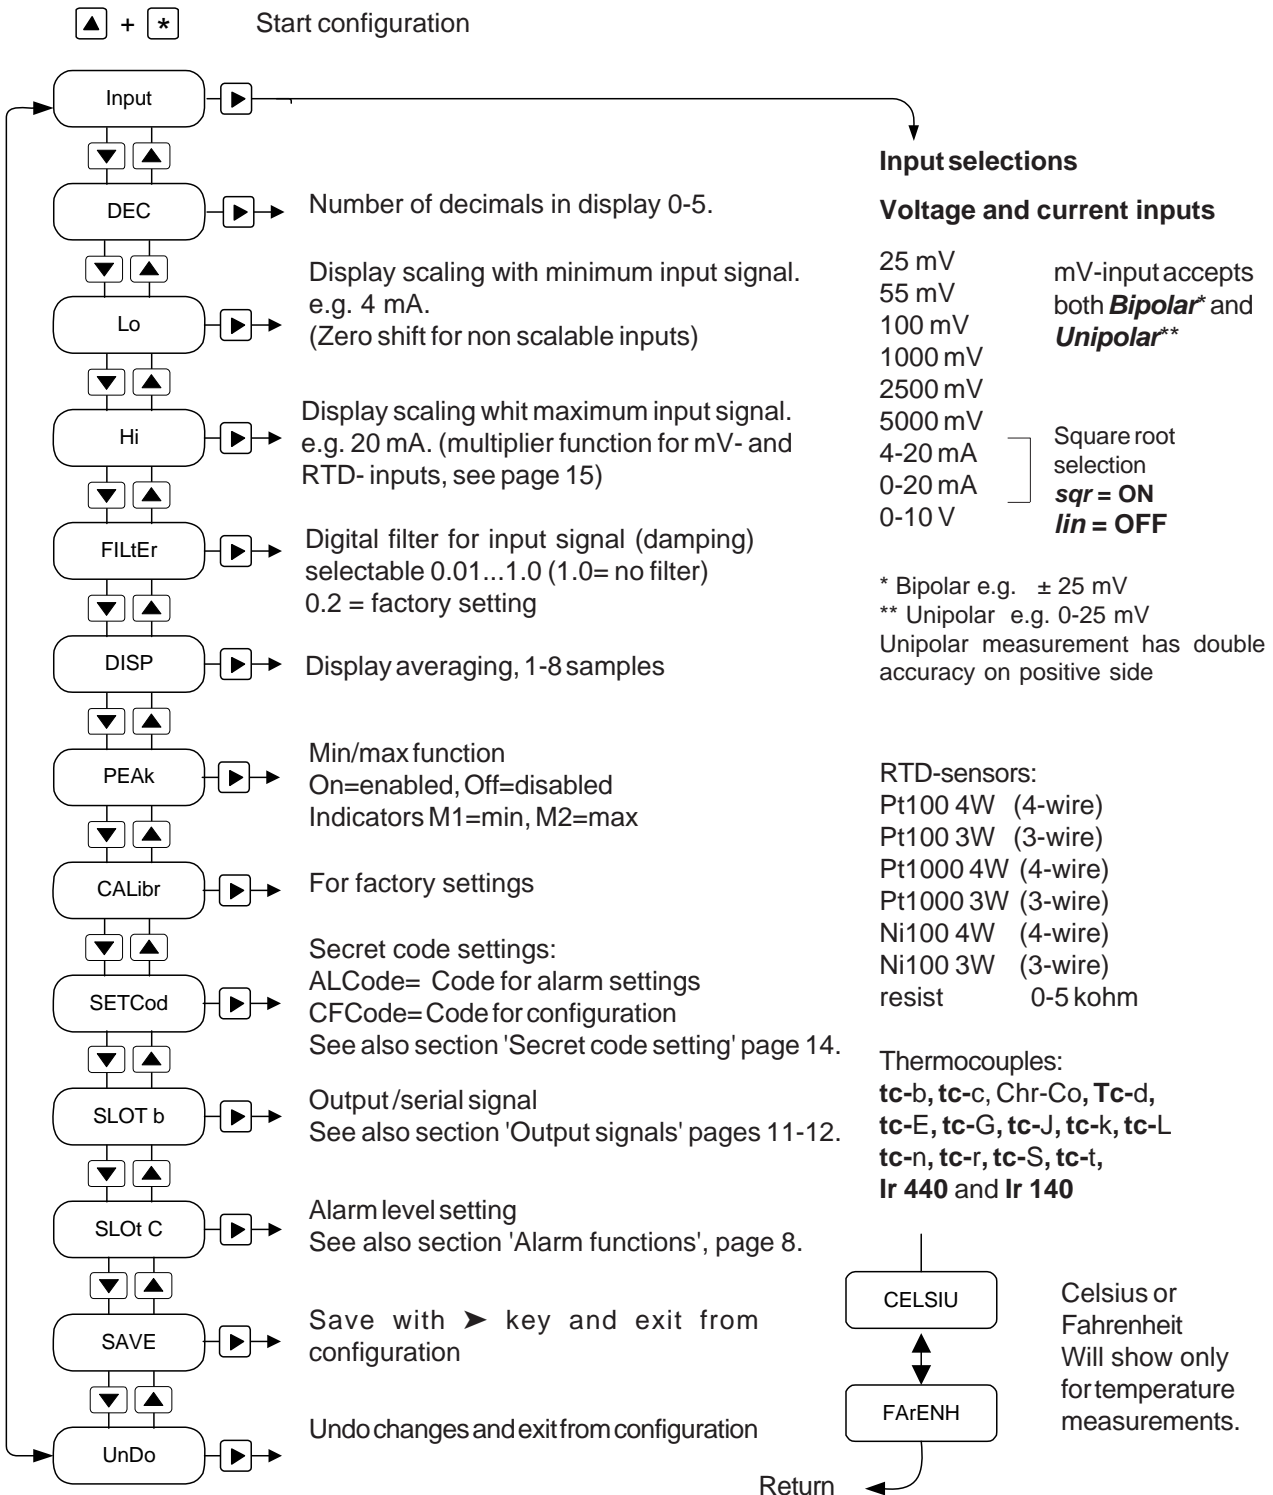 + * Start configuration
Input
DEC
Number of decimals in display 0-5.
Lo
Display scaling with minimum input signal.
e.g. 4 mA.
(Zero shift for non scalable inputs)
Hi
Display scaling whit maximum input signal.
e.g. 20 mA. (multiplier function for mV- and
RTD- inputs, see page 15)
FILtEr
Digital filter for input signal (damping)
selectable 0.01...1.0 (1.0= no filter)
0.2 = factory setting
DISP
Display averaging, 1-8 samples
PEAk
Min/max function
On=enabled, Off=disabled
Indicators M1=min, M2=max
CALibr
For factory settings
SETCod
Secret code settings:
ALCode= Code for alarm settings
CFCode= Code for configuration
See also section 'Secret code setting' page 14.
SLOT b
Output /serial signal
See also section 'Output signals' pages 11-12.
SLOt C
Alarm level setting
See also section 'Alarm functions', page 8.
SAVE
Save with ➤ key and exit from
configuration
UnDo
Undo changes and exit from configuration
Input selections
Voltage and current inputs
25 mV
55 mV
100 mV
1000 mV
2500 mV
5000 mV
4-20 mA
0-20 mA
0-10 V
mV-input accepts
both Bipolar* and
Unipolar**
Square root
selection
sqr = ON
lin = OFF
* Bipolar e.g. ± 25 mV
** Unipolar e.g. 0-25 mV
Unipolar measurement has double
accuracy on positive side
RTD-sensors:
Pt100 4W (4-wire)
Pt100 3W (3-wire)
Pt1000 4W (4-wire)
Pt1000 3W (3-wire)
Ni100 4W (4-wire)
Ni100 3W (3-wire)
resist 0-5 kohm
Thermocouples:
tc-b, tc-c, Chr-Co, Tc-d,
tc-E, tc-G, tc-J, tc-k, tc-L
tc-n, tc-r, tc-S, tc-t,
Ir 440 and Ir 140
CELSIU
FArENH
Celsius or
Fahrenheit
Will show only
for temperature
measurements.
Return